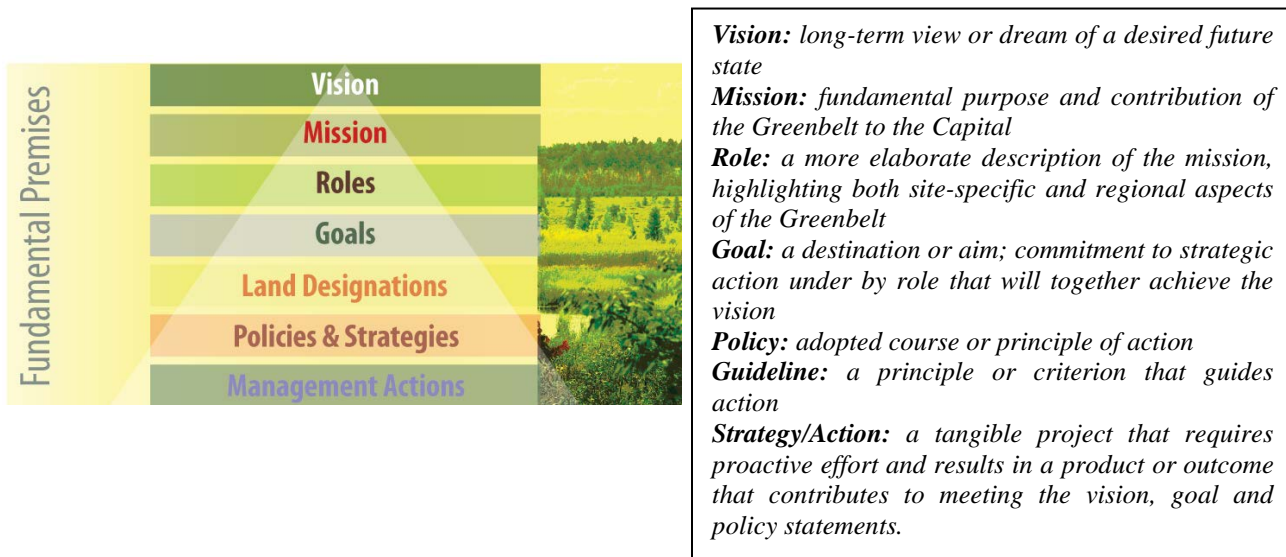 Fundamental Premises
Vision
Mission
Roles
Goals
Land Designations
Policies & Strategies
Management Actions
Vision: long-term view or dream of a desired future
state
Mission: fundamental purpose and contribution of
the Greenbelt to the Capital
Role: a more elaborate description of the mission,
highlighting both site-specific and regional aspects
of the Greenbelt
Goal: a destination or aim; commitment to strategic
action under by role that will together achieve the
vision
Policy: adopted course or principle of action
Guideline: a principle or criterion that guides
action
Strategy/Action: a tangible project that requires
proactive effort and results in a product or outcome
that contributes to meeting the vision, goal and
policy statements.